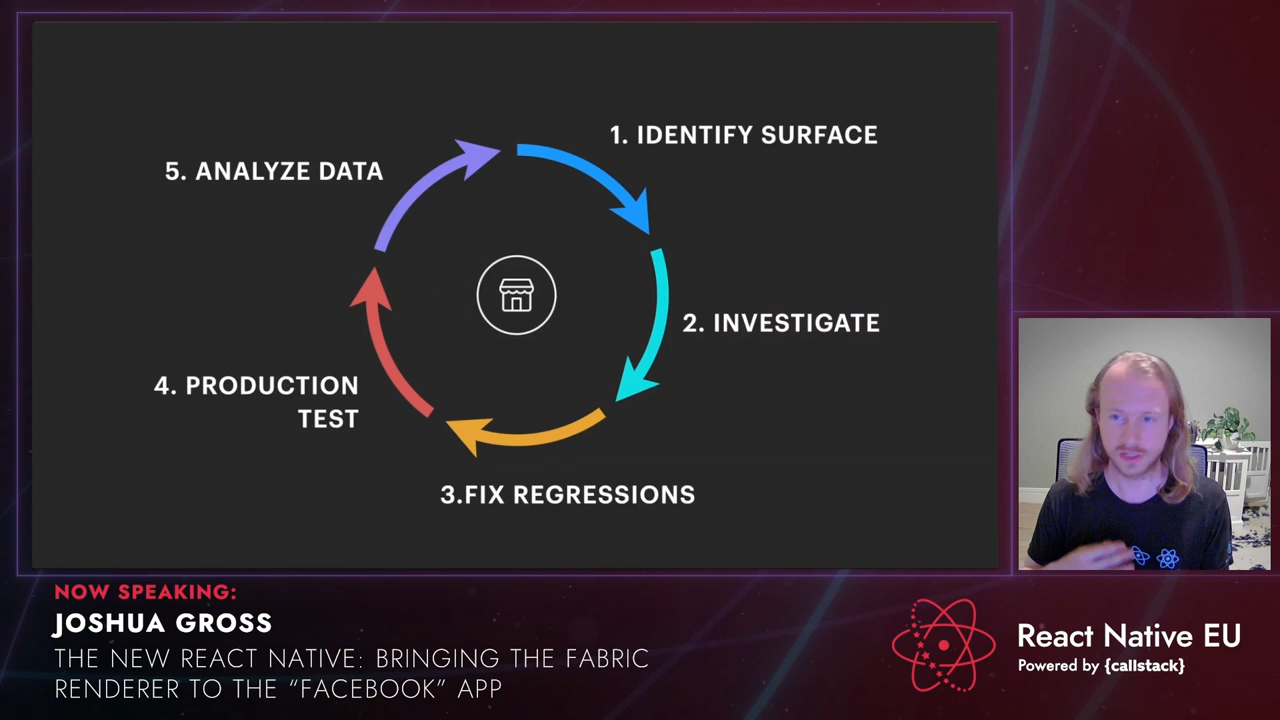 1. IDENTIFY SURFACE
2. INVESTIGATE
3.FIX REGRESSIONS
4. PRODUCTION
TEST
5. ANALYZE DATA
NOW SPEAKING:
JOSHUA GROSS
THE NEW REACT NATIVE: BRINGING THE FABRIC
RENDERER TO THE “FACEBOOK” APP
React Native EU
Powered by {callstack}